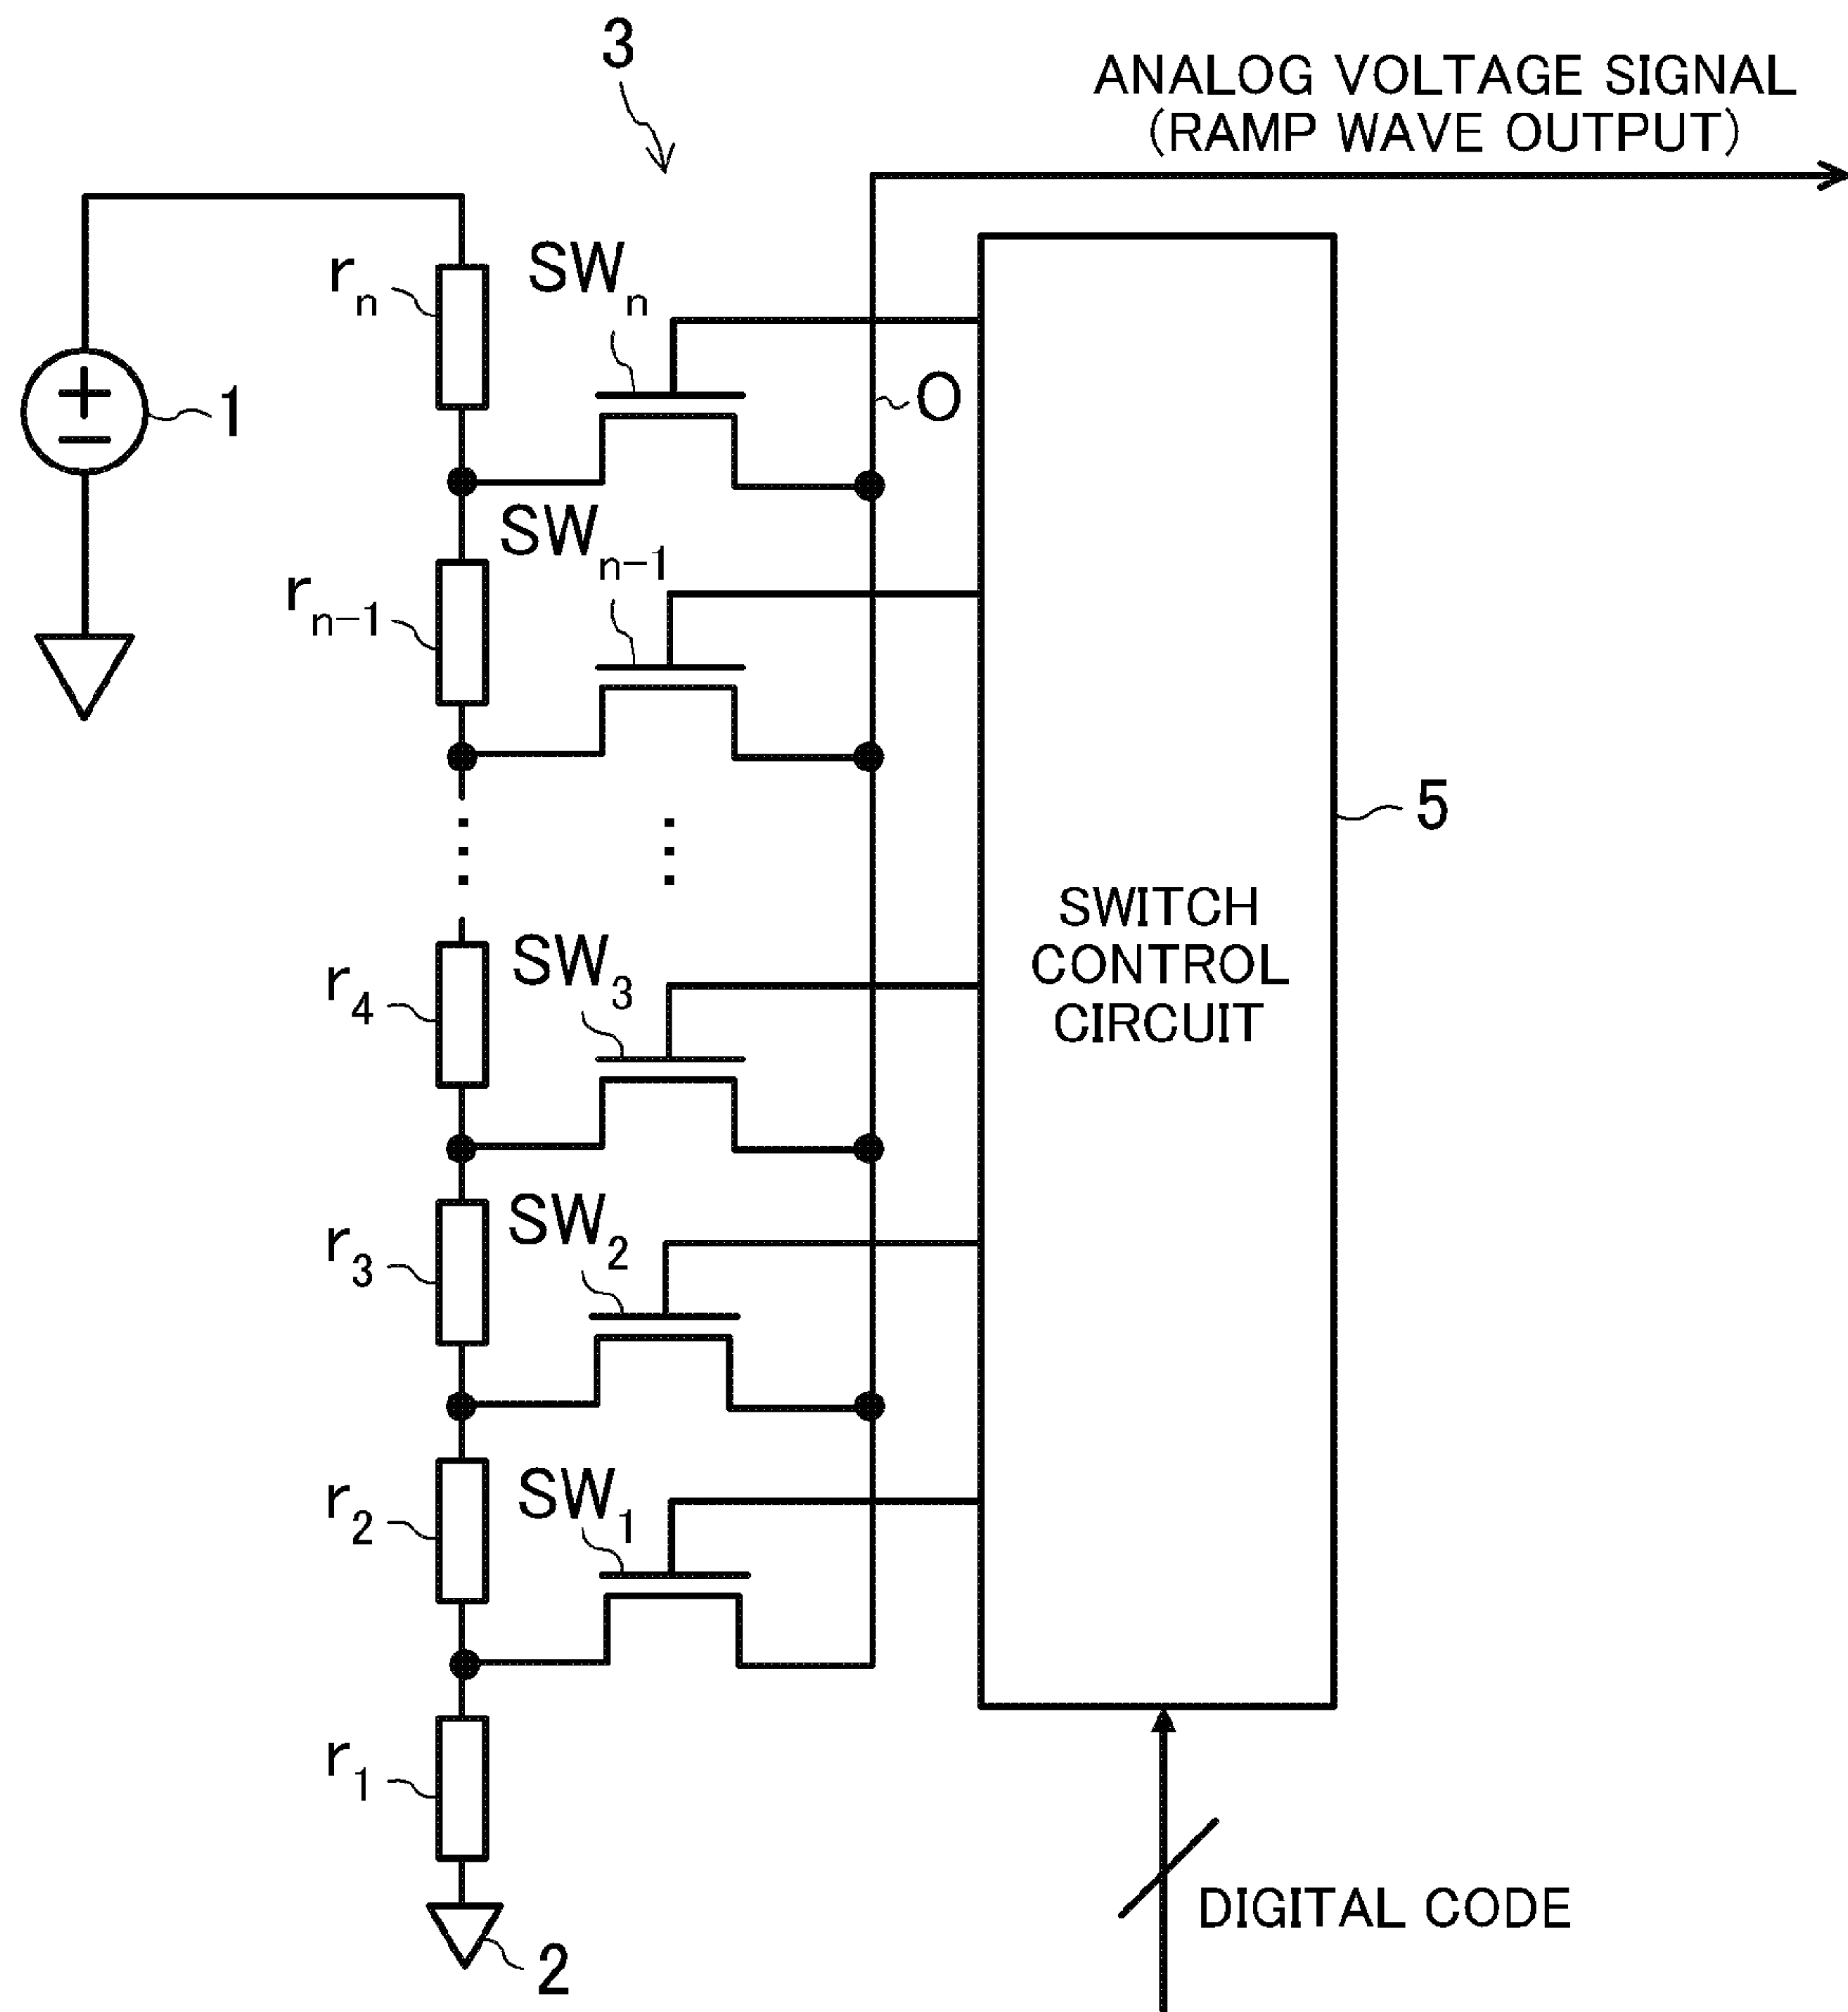 3
ANALOG VOLTAGE SIGNAL
(RAMP WAVE OUTPUT)
rn
SWn
1
O
SWn-1
rn-1
5
SWITCH
CONTROL
CIRCUIT
r4
SW3
r3
SW2
r2
SW1
r1
DIGITAL CODE
2